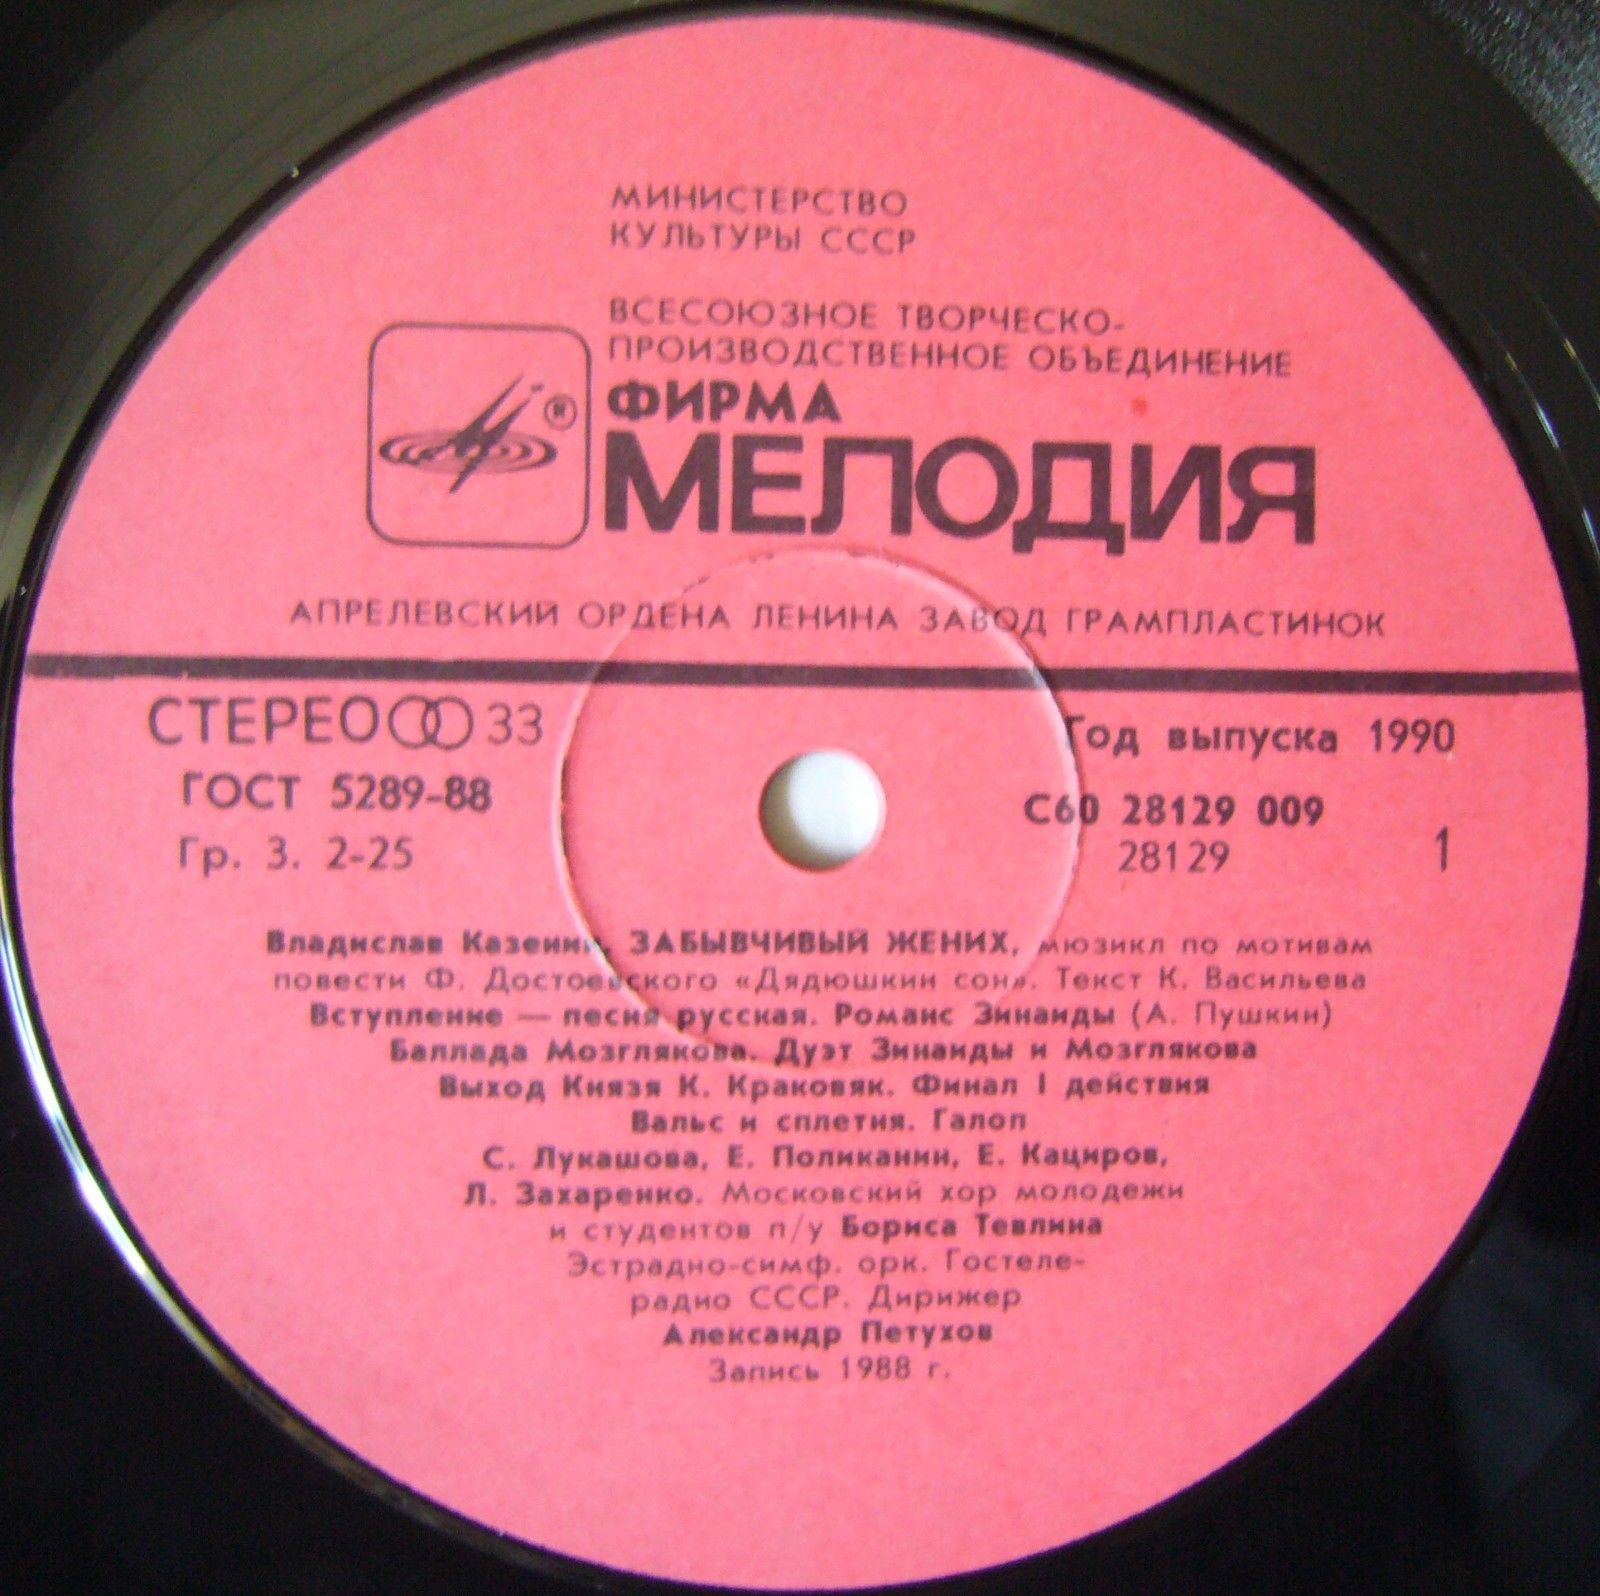 МИНИСТЕРСТВО
КУЛЬТУРЫ СССР
ВСЕСОЮЗНОЕ ТВОРЧЕСКО-
ПРОИЗВОДСТВЕННОЕ ОБЪЕДИНЕНИЕ
®
ФИРМА
МЕЛОДИЯ
АПРЕЛЕВСКИЙ ОРДЕНА ЛЕНИНА ЗАВОД ГРАМПЛАСТИНОК
СТЕРЕО 33 Год выпуска 1990
ГОСТ 5289-88 С60 28129 009
Гр. 3. 2-25 28129 1
Владислав Казенин. ЗАБЫВЧИВЫЙ ЖЕНИХ, мюзикл по мотивам
повести Ф. Достоевского «Дядюшкин сон». Текст К. Васильева
Вступление — песня русская. Романс Зинаиды (А. Пушкин)
Баллада Мозглякова. Дуэт Зинаиды и Мозглякова
Выход Князя К. Краковяк. Финал I действия
Вальс и сплетия. Галоп
С. Лукашова, Е. Поликанин, Е. Кациров,
Л. Захаренко. Московский хор молодежи
и студентов п/у Бориса Тевлина
Эстрадно-симф. орк. Гостеле-
радио СССР. Дирижер
Александр Петухов
Запись 1988 г.